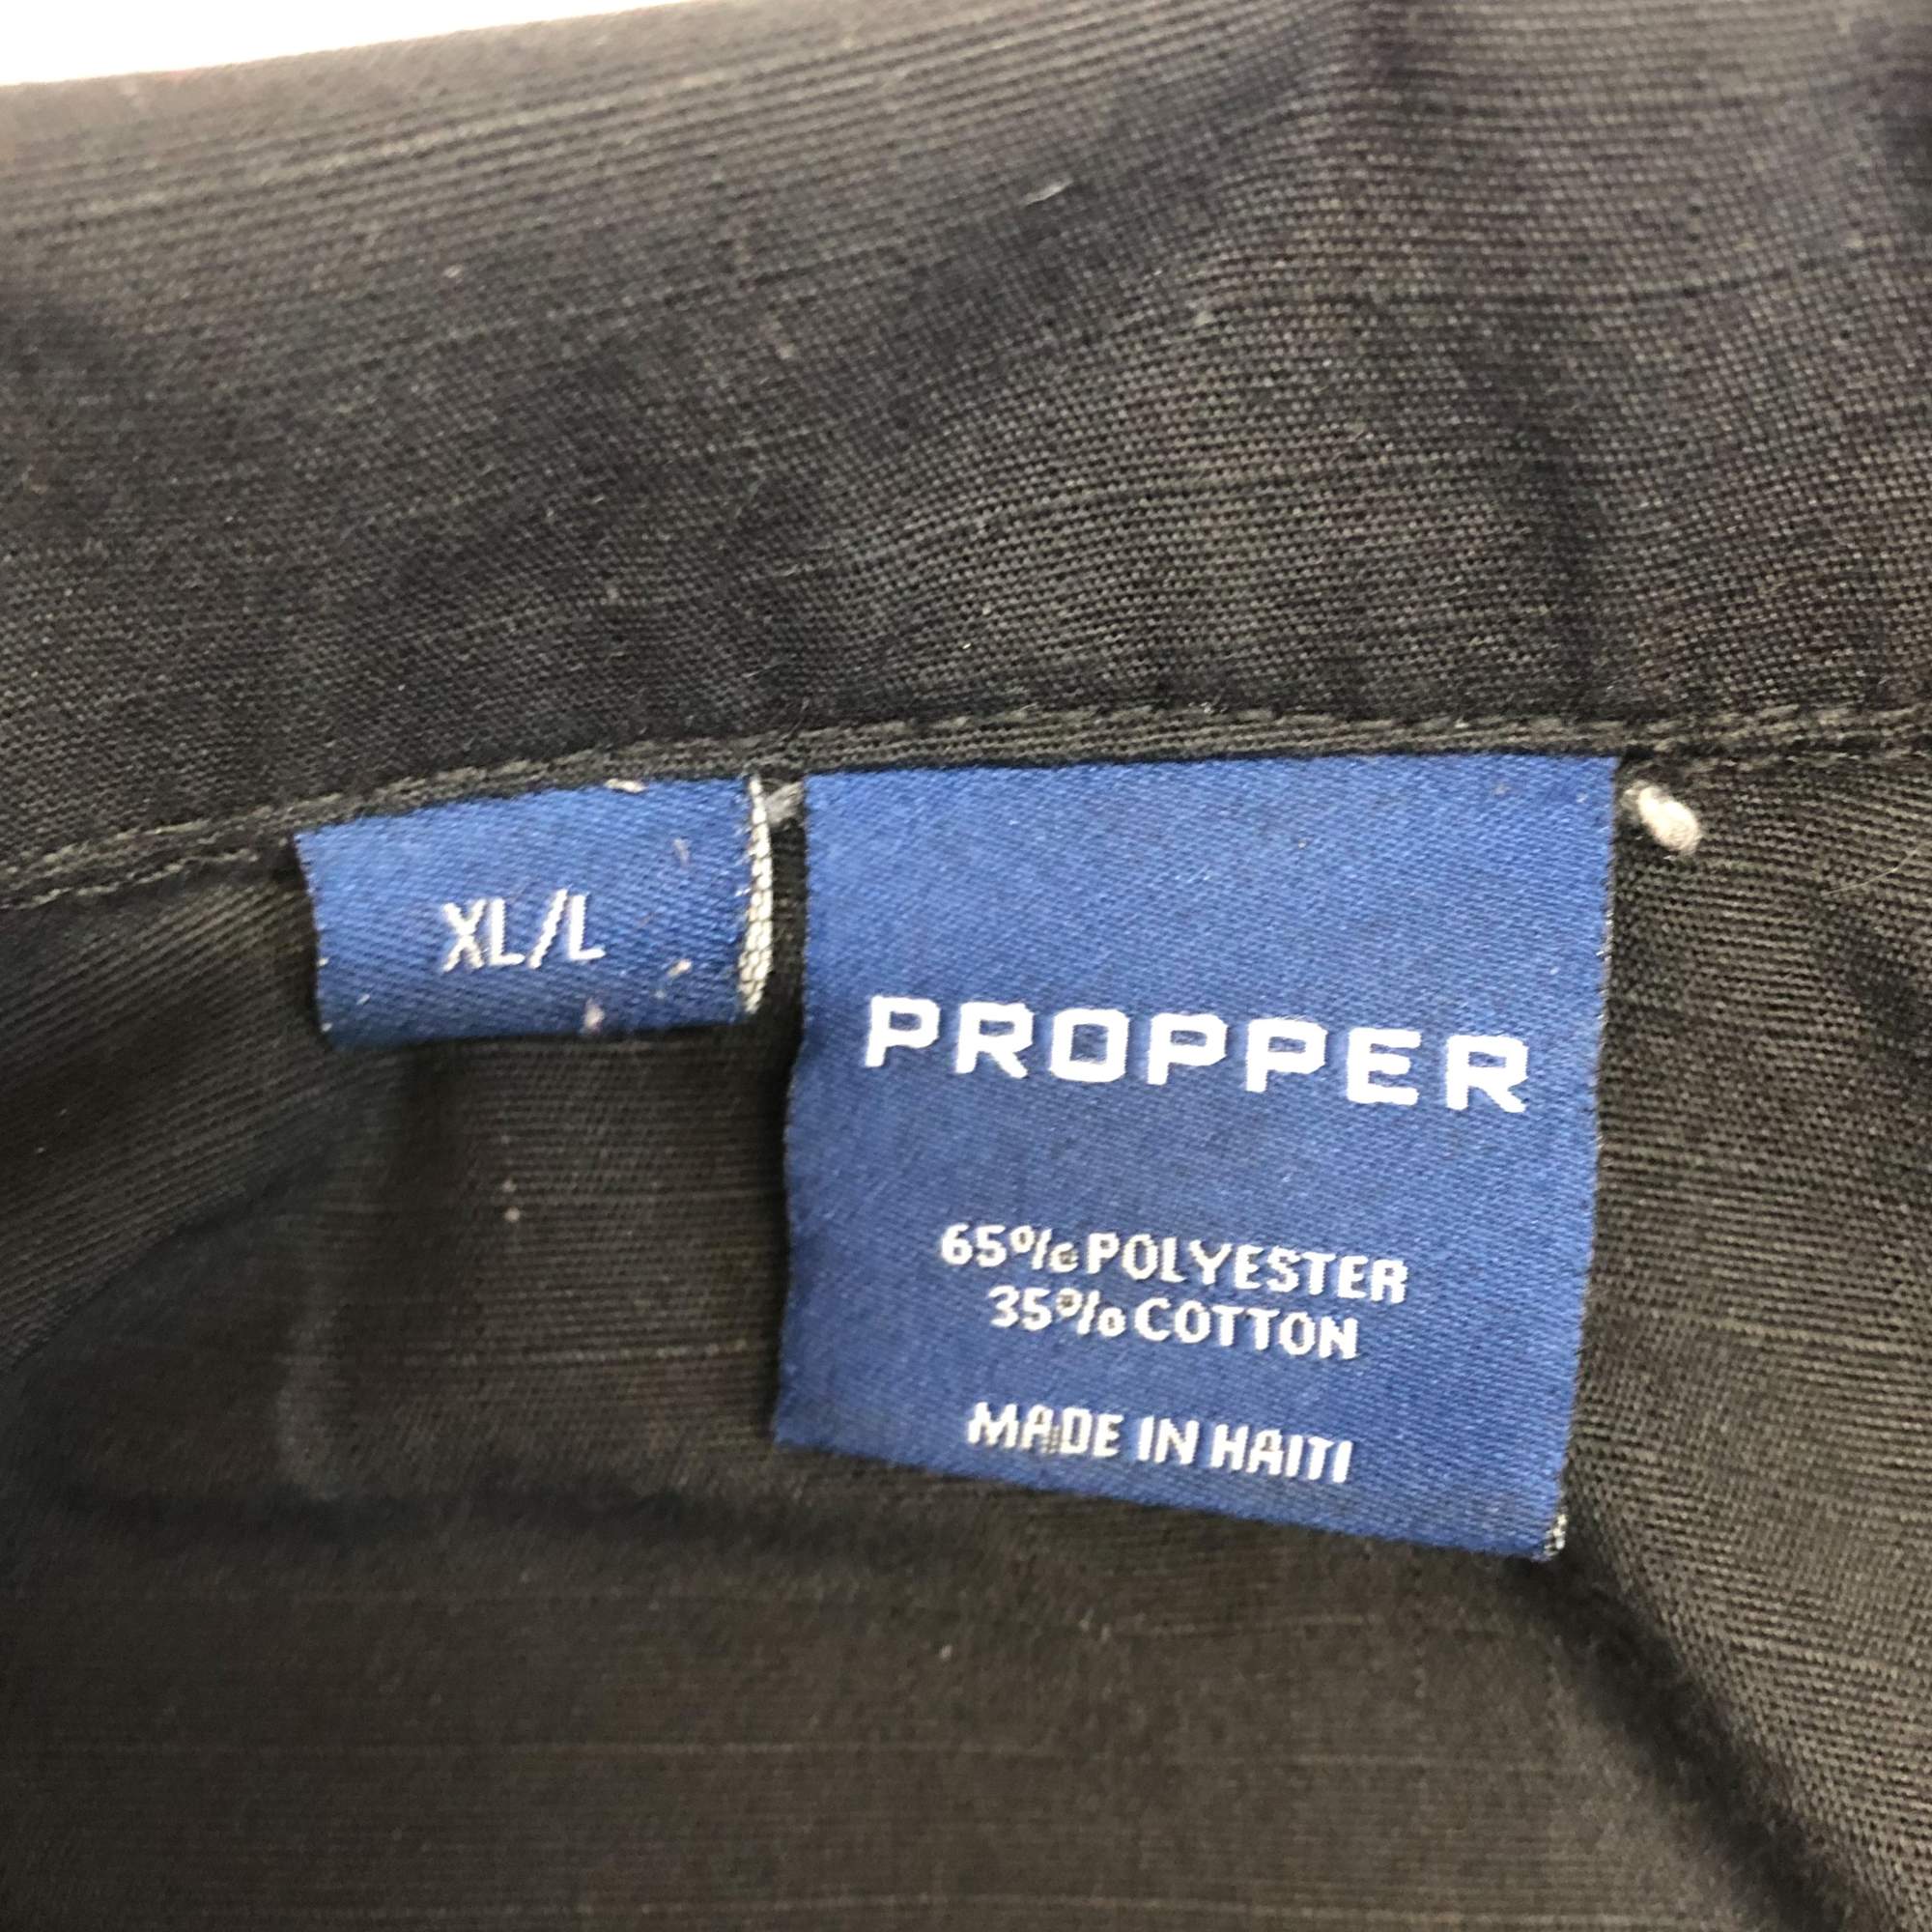 XL/L
PROPPER
65% POLYESTER
35% COTTON
MADE IN HAITI